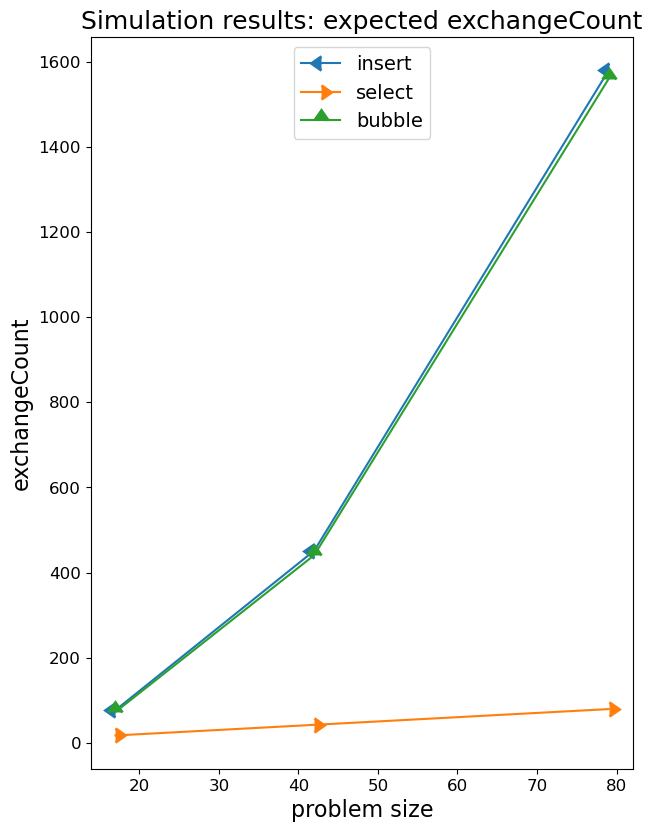 Simulation results: expected exchangeCount
insert
select
bubble
1600
1400
1200
1000
800
600
400
200
0
exchangeCount
20 30 40 50 60 70 80
problem size